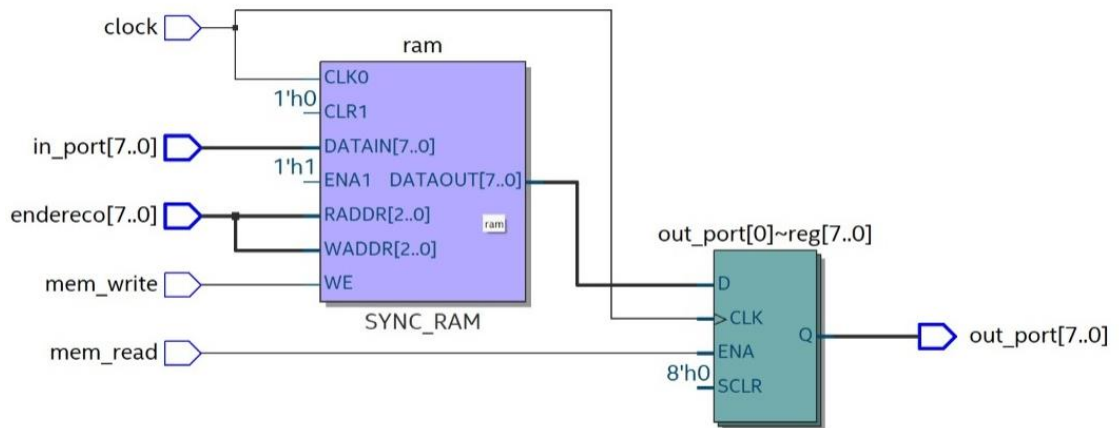 clock
ram
CLK0
1'h0
CLR1
in_port[7..0]
DATAIN[7..0]
1'h1
ENA1 DATAOUT[7..0]
endereco[7..0]
RADDR[2..0]
ram
WADDR[2..0]
mem_write
WE
SYNC_RAM
out_port[0]~reg[7..0]
D
CLK
mem_read
ENA
Q
out_port[7..0]
8'h0
SCLR